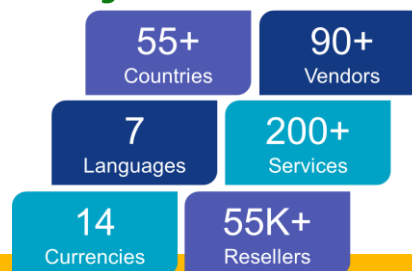 55+
Countries
90+
Vendors
7
Languages
200+
Services
14
Currencies
55K+
Resellers